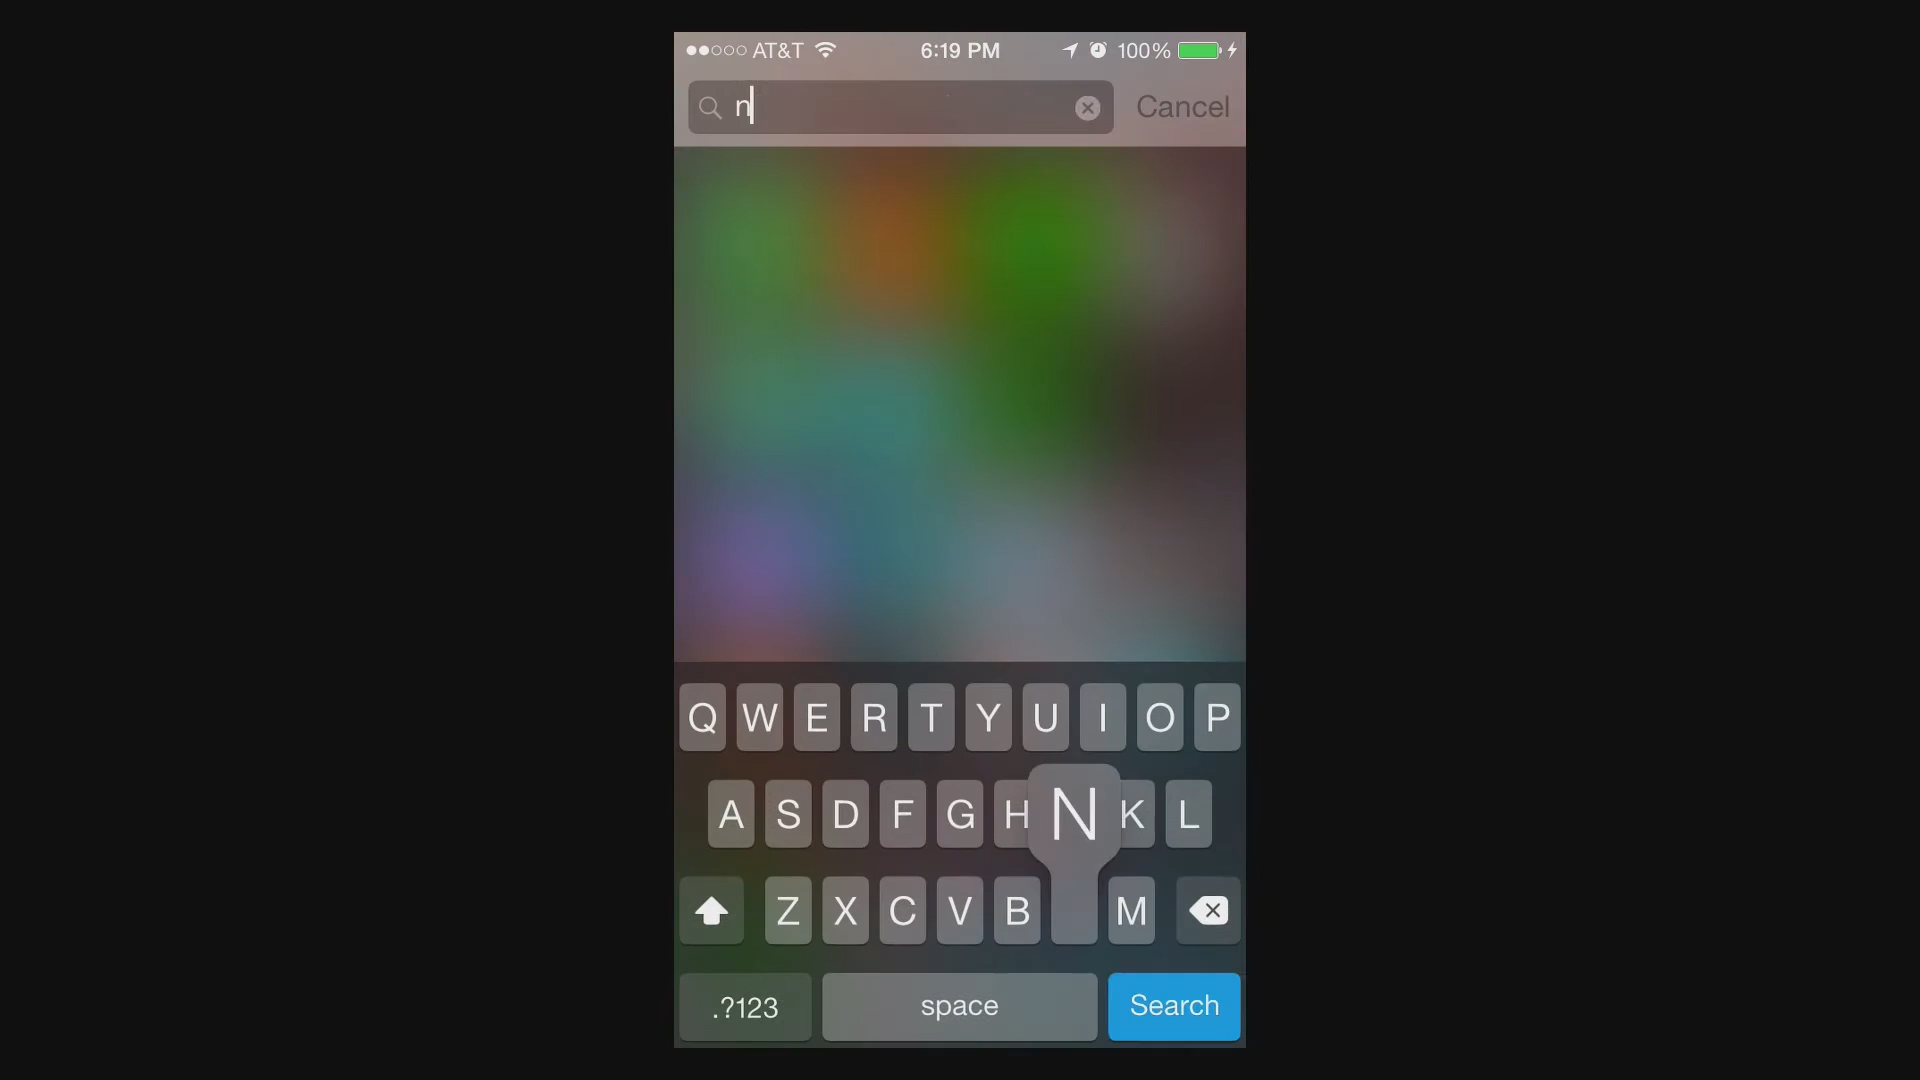 AT&T 6:19 PM 100%
n Cancel
Q W E R T Y U I O P
A S D F G H N K L
Z X C V B M
.?123 space Search